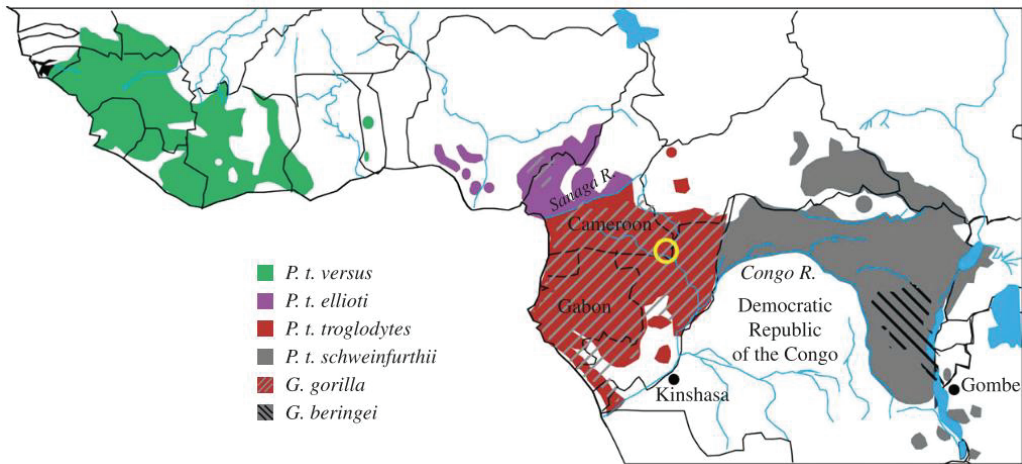 Sanaga R.
Cameroon
Gabon
Congo R.
Democratic
Republic
of the Congo
Kinshasa
Gombe
P. t. versus
P. t. ellioti
P. t. troglodytes
P. t. schweinfurthii
G. gorilla
G. beringei